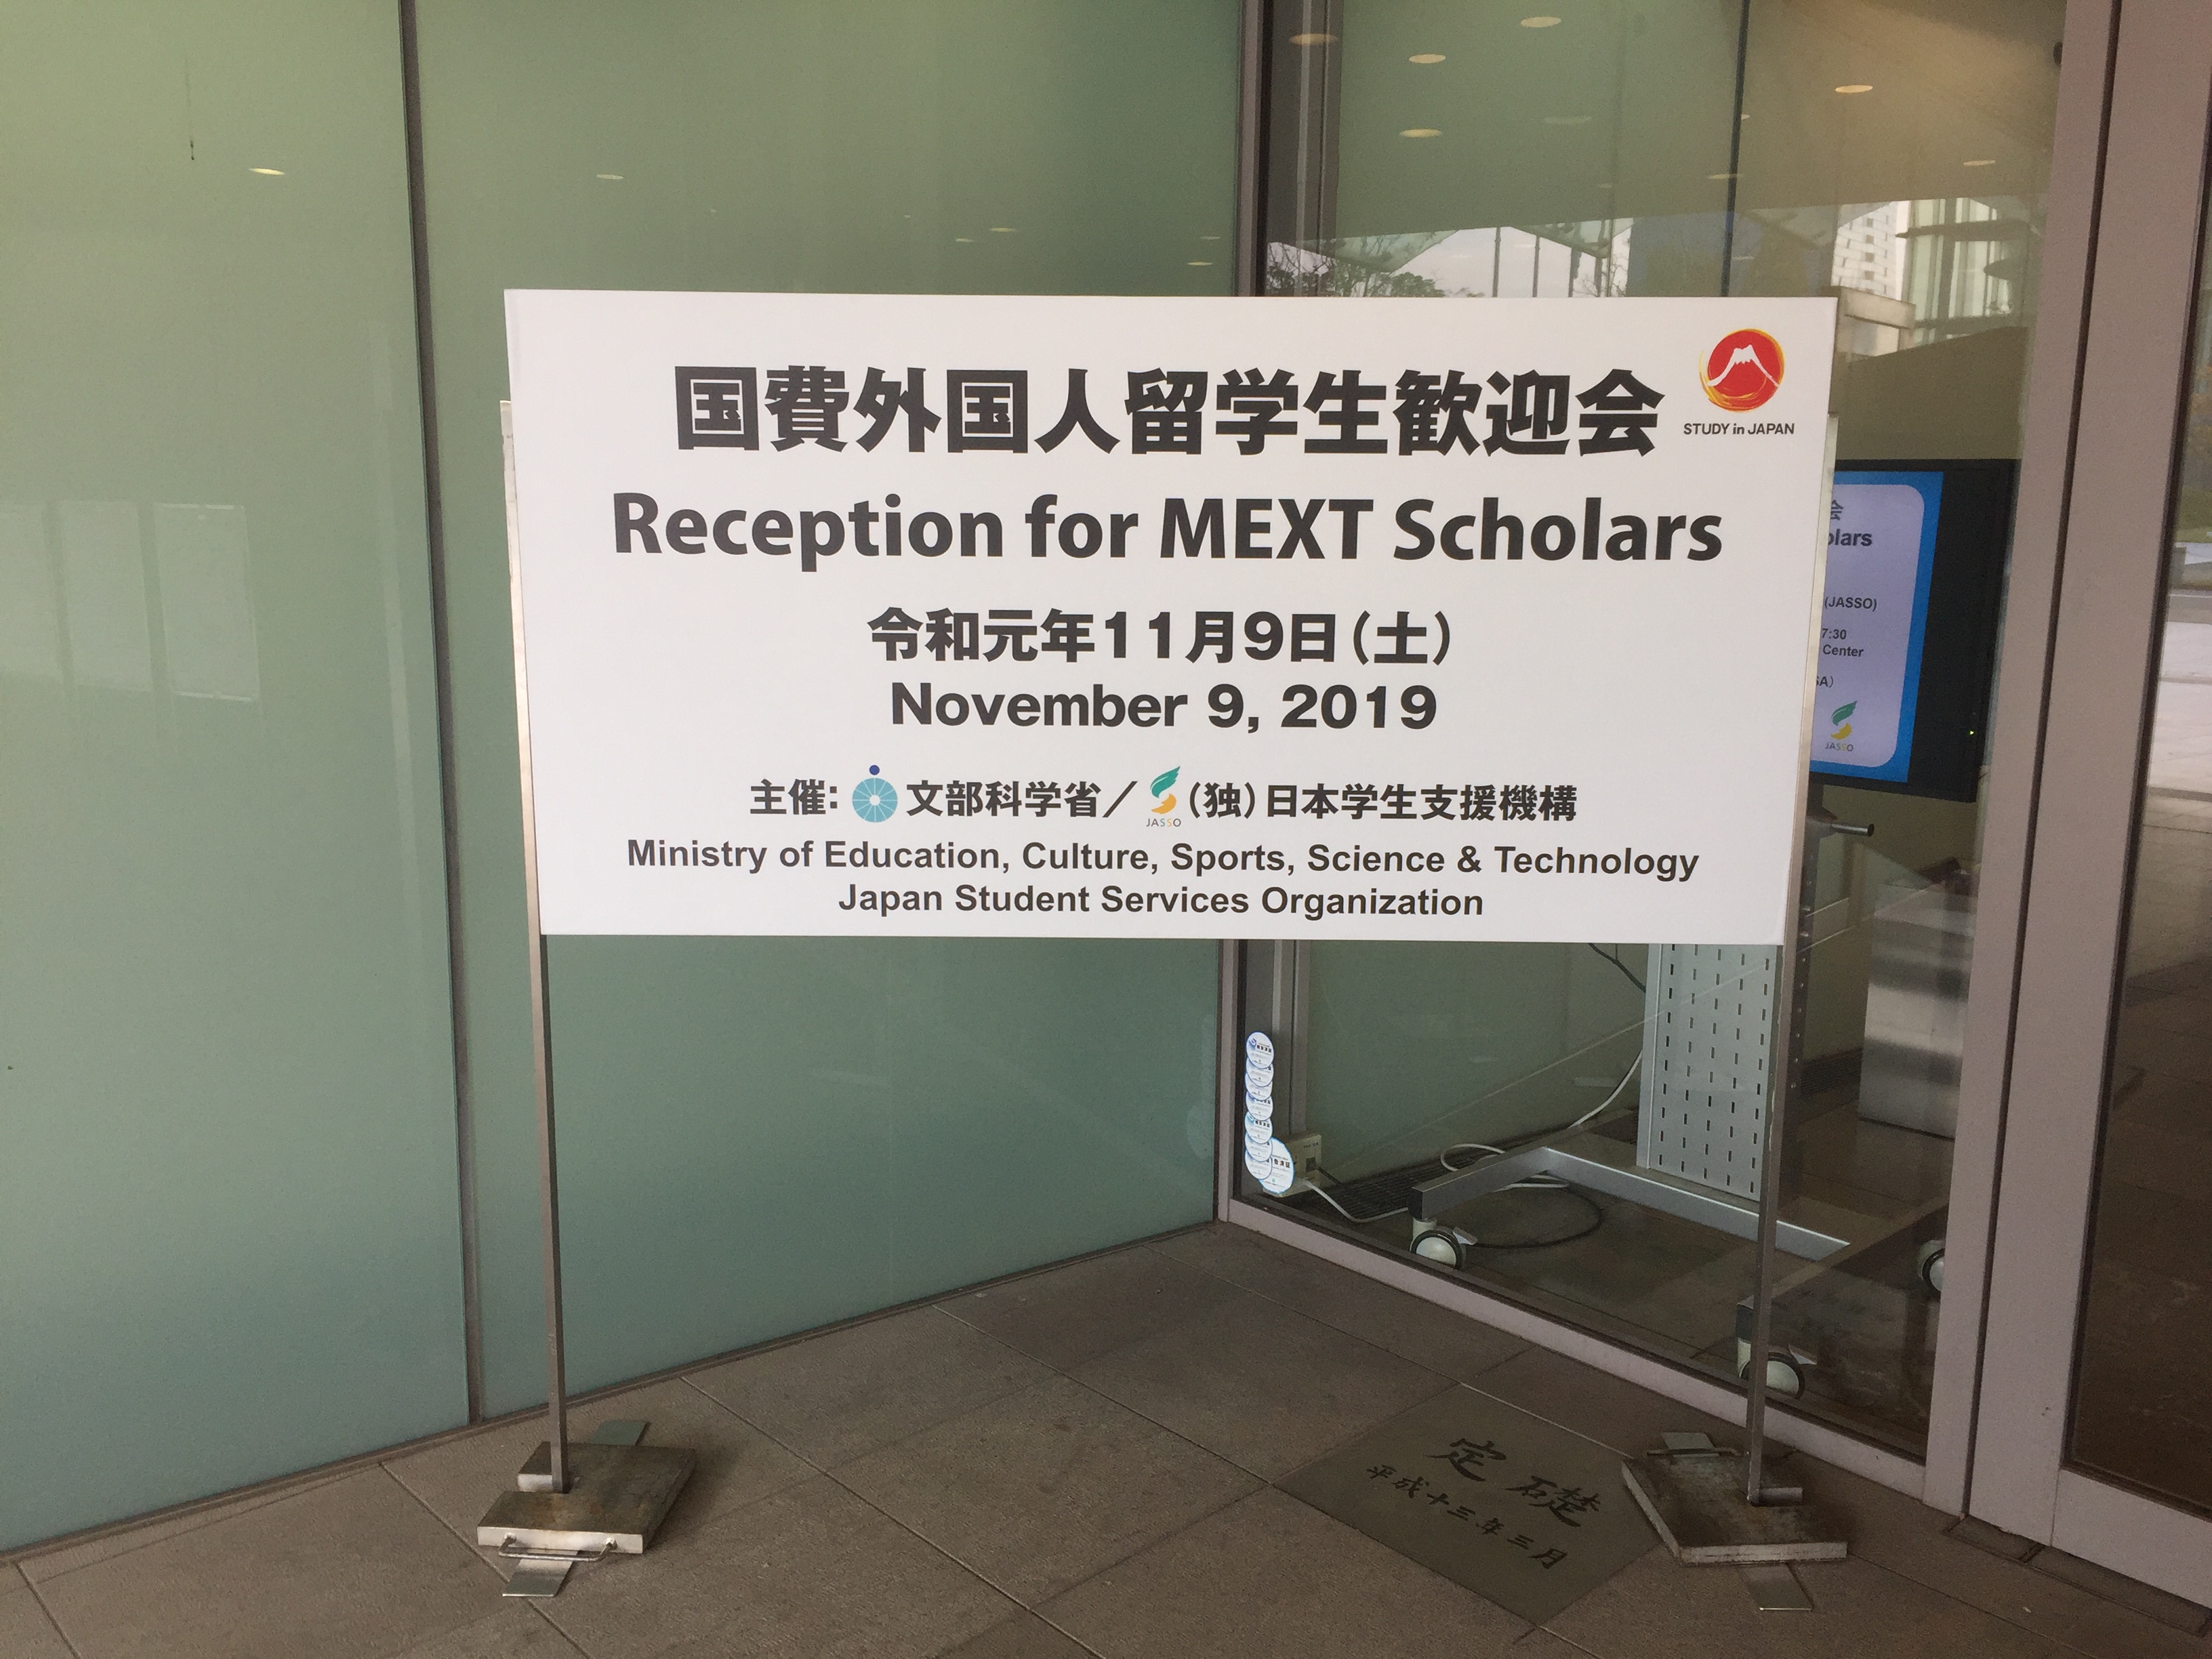 国費外国人留学生歓迎会
STUDY in JAPAN
Reception for MEXT Scholars
令和元年11月9日(土)
November 9, 2019
主催: 文部科学省／ JASSO (独)日本学生支援機構
Ministry of Education, Culture, Sports, Science & Technology
Japan Student Services Organization
会
(JASSO)
7:30
Center
JASSO
定礎
平成十三年三月